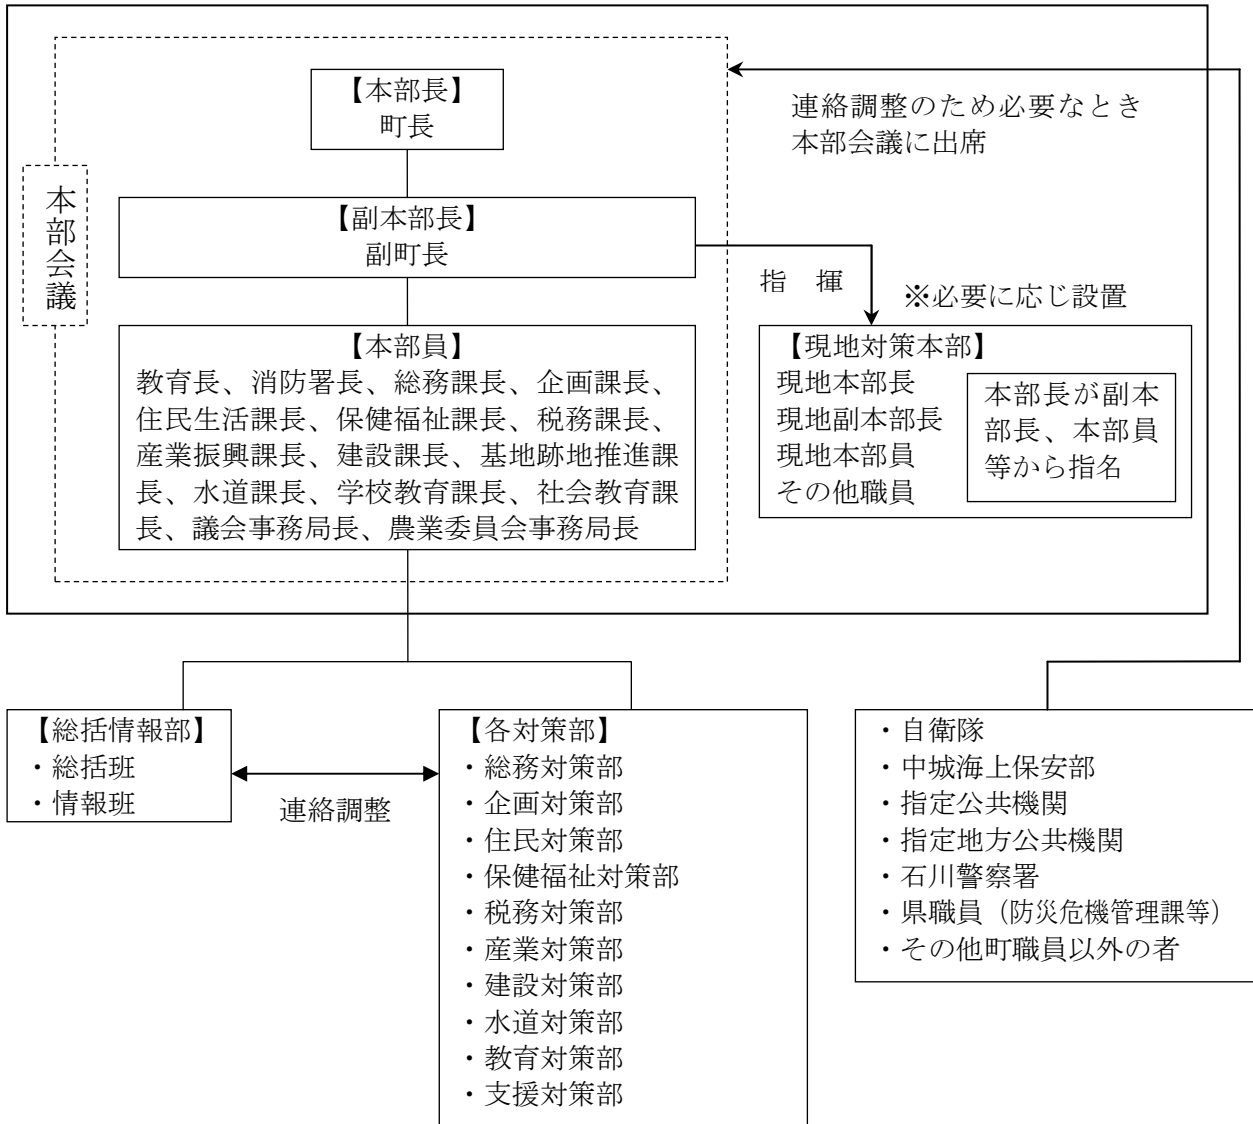 【本部長】
町長
連絡調整のため必要なとき
本部会議に出席
本部会議
【副本部長】
副町長
指　揮
※必要に応じ設置
【本部員】
教育長、消防署長、総務課長、企画課長、
住民生活課長、保健福祉課長、税務課長、
産業振興課長、建設課長、基地跡地推進課
長、水道課長、学校教育課長、社会教育課
長、議会事務局長、農業委員会事務局長
【現地対策本部】
現地本部長
現地副本部長
現地本部員
その他職員
本部長が副本
部長、本部員
等から指名
【総括情報部】
・総括班
・情報班
連絡調整
【各対策部】
・総務対策部
・企画対策部
・住民対策部
・保健福祉対策部
・税務対策部
・産業対策部
・建設対策部
・水道対策部
・教育対策部
・支援対策部
・自衛隊
・中城海上保安部
・指定公共機関
・指定地方公共機関
・石川警察署
・県職員（防災危機管理課等）
・その他町職員以外の者